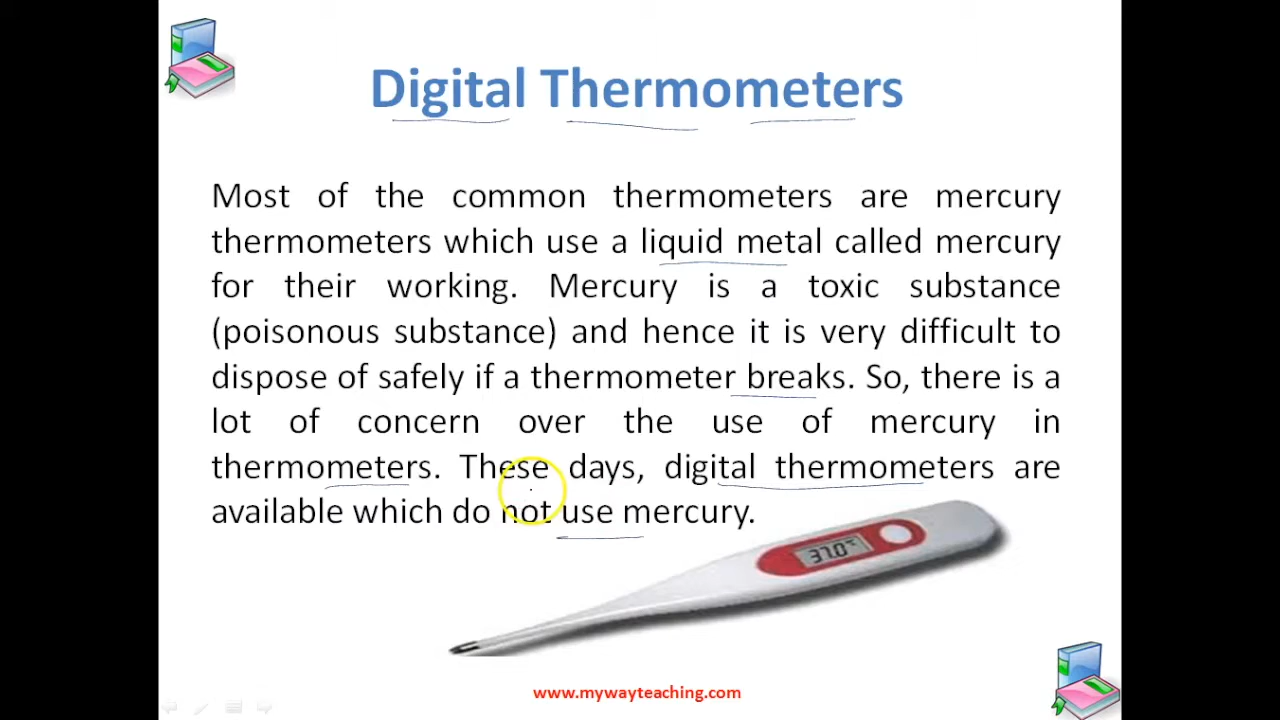 Digital Thermometers
Most of the common thermometers are mercury
thermometers which use a liquid metal called mercury
for their working. Mercury is a toxic substance
(poisonous substance) and hence it is very difficult to
dispose of safely if a thermometer breaks. So, there is a
lot of concern over the use of mercury in
thermometers. These days, digital thermometers are
available which do not use mercury.
37.0°C
www.mywayteaching.com